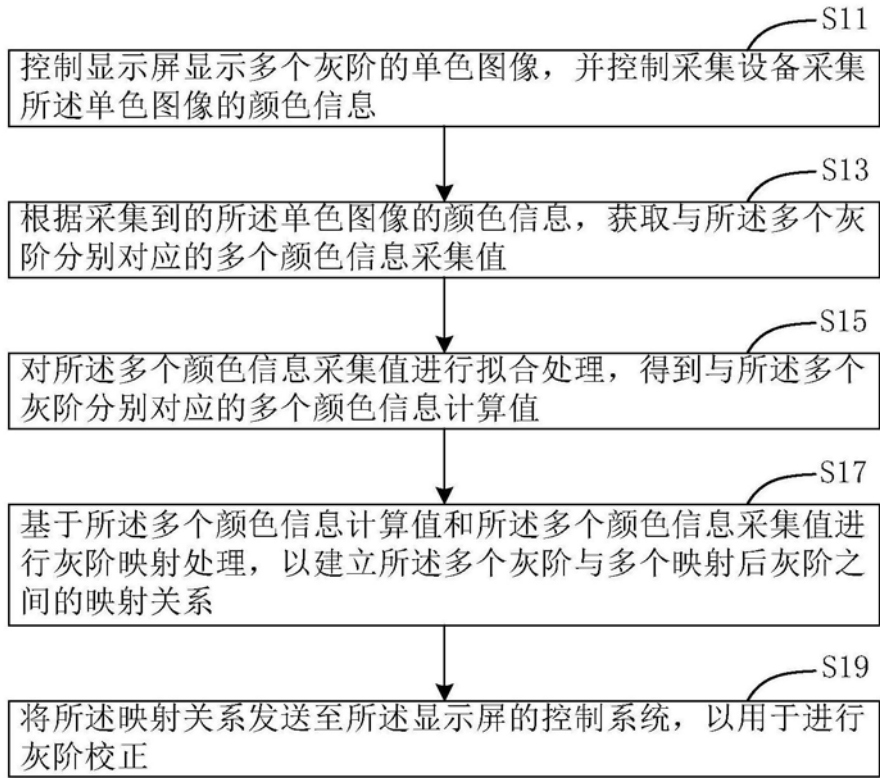 S11
控制显示屏显示多个灰阶的单色图像，并控制采集设备采集
所述单色图像的颜色信息
S13
根据采集到的所述单色图像的颜色信息，获取与所述多个灰
阶分别对应的多个颜色信息采集值
S15
对所述多个颜色信息采集值进行拟合处理，得到与所述多个
灰阶分别对应的多个颜色信息计算值
S17
基于所述多个颜色信息计算值和所述多个颜色信息采集值进
行灰阶映射处理，以建立所述多个灰阶与多个映射后灰阶之
间的映射关系
S19
将所述映射关系发送至所述显示屏的控制系统，以用于进行
灰阶校正